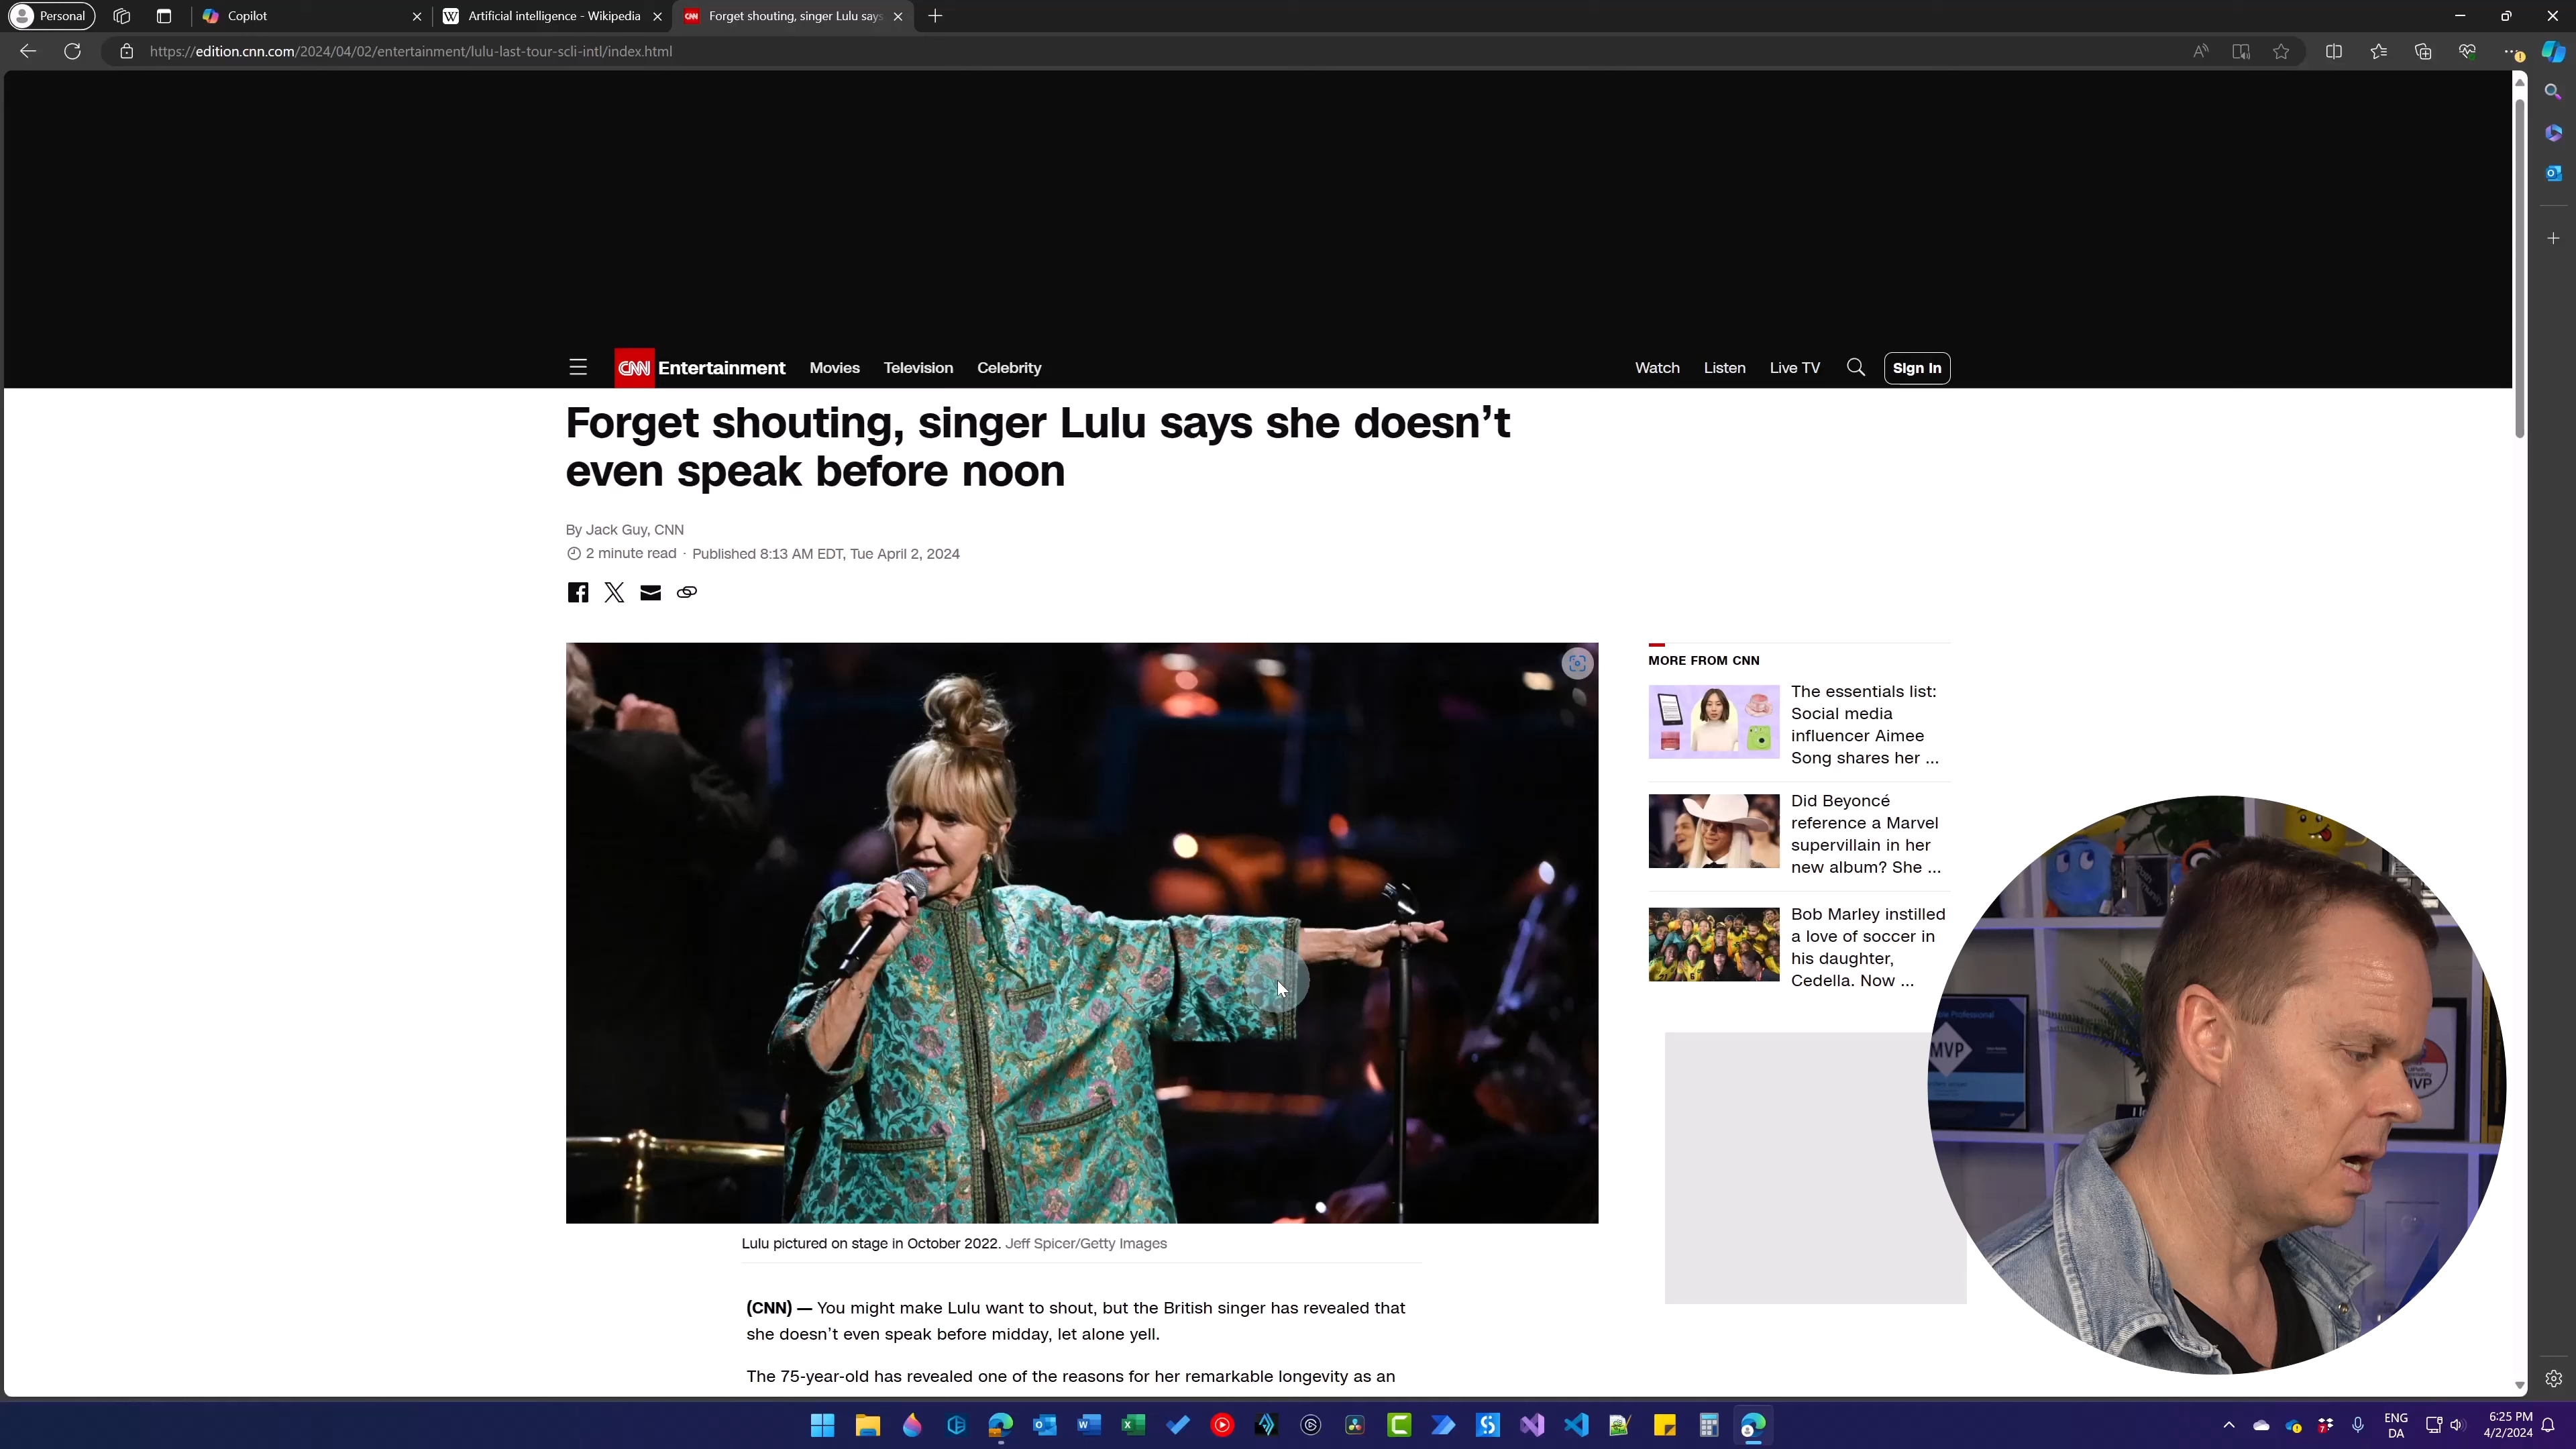 Personal
Copilot
Artificial intelligence - Wikipedia
Forget shouting, singer Lulu says
https://edition.cnn.com/2024/04/02/entertainment/lulu-last-tour-scli-intl/index.html
CNN Entertainment
Movies
Television
Celebrity
Watch
Listen
Live TV
Sign in
Forget shouting, singer Lulu says she doesn’t
even speak before noon
By Jack Guy, CNN
2 minute read · Published 8:13 AM EDT, Tue April 2, 2024
MORE FROM CNN
The essentials list:
Social media
influencer Aimee
Song shares her ...
Did Beyoncé
reference a Marvel
supervillain in her
new album? She ...
Bob Marley instilled
a love of soccer in
his daughter,
Cedella. Now ...
MVP
MVP
Lulu pictured on stage in October 2022. Jeff Spicer/Getty Images
(CNN) — You might make Lulu want to shout, but the British singer has revealed that
she doesn’t even speak before midday, let alone yell.
The 75-year-old has revealed one of the reasons for her remarkable longevity as an
ENG
DA
6:25 PM
4/2/2024